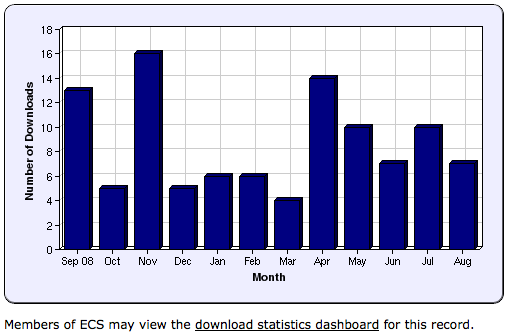 18
16
14
12
10
8
6
4
2
0
Number of Downloads
Sep 08 Oct Nov Dec Jan Feb Mar Apr May Jun Jul Aug
Month
Members of ECS may view the download statistics dashboard for this record.